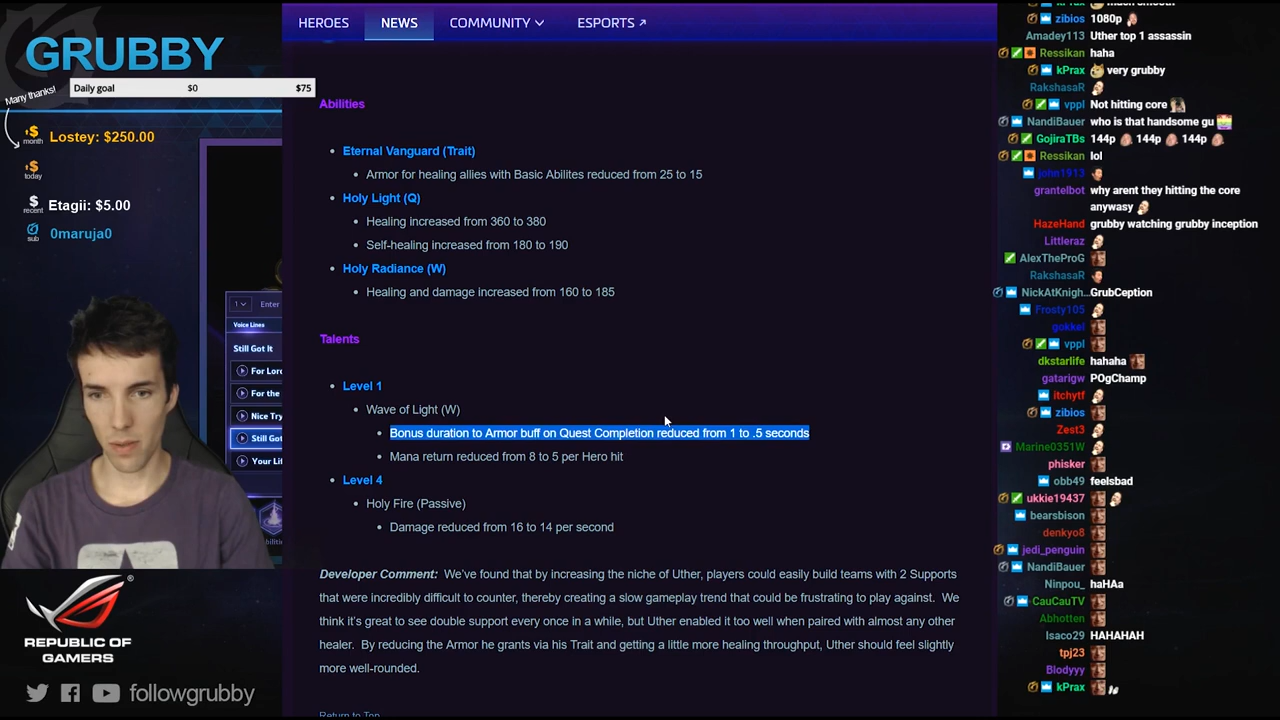 HEROES NEWS COMMUNITY ESPORTS
GRUBBY
Daily goal $0 $75
Many thanks!
$ month Lostey: $250.00
$ today
$ recent Etagii: $5.00
sub 0maruja0
1 Enter
Voice Lines
Still Got It
For Lor
For the
Nice Try
Still Got
Your Lif
REPUBLIC OF
GAMERS
followgrubby
Abilities
Eternal Vanguard (Trait)
Armor for healing allies with Basic Abilites reduced from 25 to 15
Holy Light (Q)
Healing increased from 360 to 380
Self-healing increased from 180 to 190
Holy Radiance (W)
Healing and damage increased from 160 to 185
Talents
Level 1
Wave of Light (W)
Bonus duration to Armor buff on Quest Completion reduced from 1 to .5 seconds
Mana return reduced from 8 to 5 per Hero hit
Level 4
Holy Fire (Passive)
Damage reduced from 16 to 14 per second
Developer Comment: We've found that by increasing the niche of Uther, players could easily build teams with 2 Supports
that were incredibly difficult to counter, thereby creating a slow gameplay trend that could be frustrating to play against. We
think it's great to see double support every once in a while, but Uther enabled it too well when paired with almost any other
healer. By reducing the Armor he grants via his Trait and getting a little more healing throughput, Uther should feel slightly
more well-rounded.
Return to Top
zibios 1080p
Amadey113 Uther top 1 assassin
Ressikan haha
kPrax very grubby
RakshasaR
vppl Not hitting core
NandiBauer who is that handsome gu
GojiraTBs 144p 144p 144p
Ressikan lol
john1913
grantelbot why arent they hitting the core
anywasy
HazeHand grubby watching grubby inception
Littleraz
AlexTheProG
RakshasaR
NickAtKnigh... GrubCeption
Frosty105
gokkel
vppl
dkstarlife hahaha
gatarigw POgChamp
itchytf
zibios
Zest3
Marine0351W
phisker
obb49 feelsbad
ukkie19437
bearsbison
denkyo8
jedi_penguin
NandiBauer
Ninpou_ haHAa
CauCauTV
Abhotten
Isaco29 HAHAHAH
tpj23
Blodyyy
kPrax